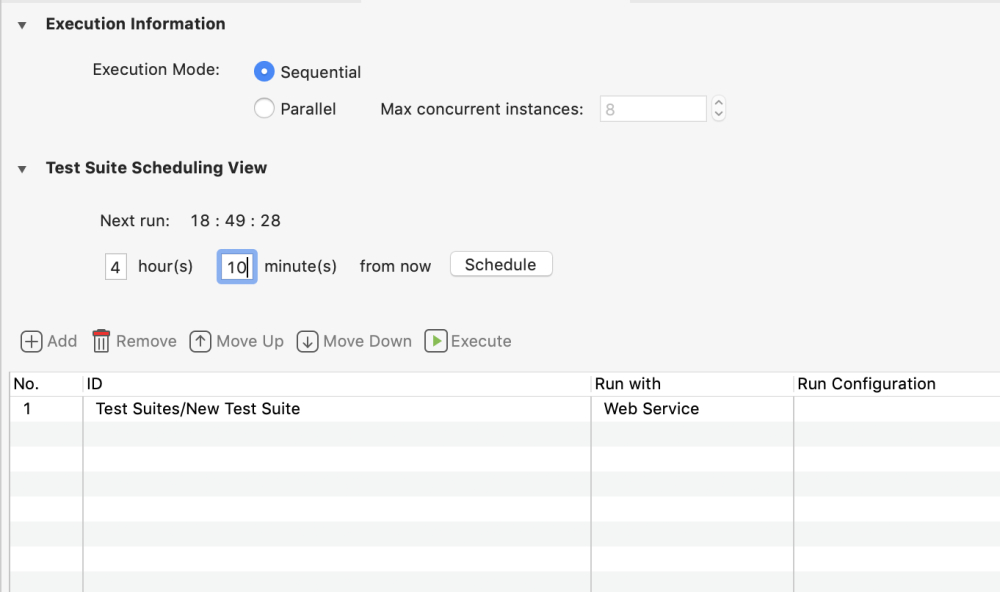 Execution Information
Execution Mode: Sequential
Parallel Max concurrent instances: 8
Test Suite Scheduling View
Next run: 18 : 49 : 28
4 hour(s) 10 minute(s) from now Schedule
Add Remove Move Up Move Down Execute
No. ID Run with Run Configuration
1 Test Suites/New Test Suite Web Service